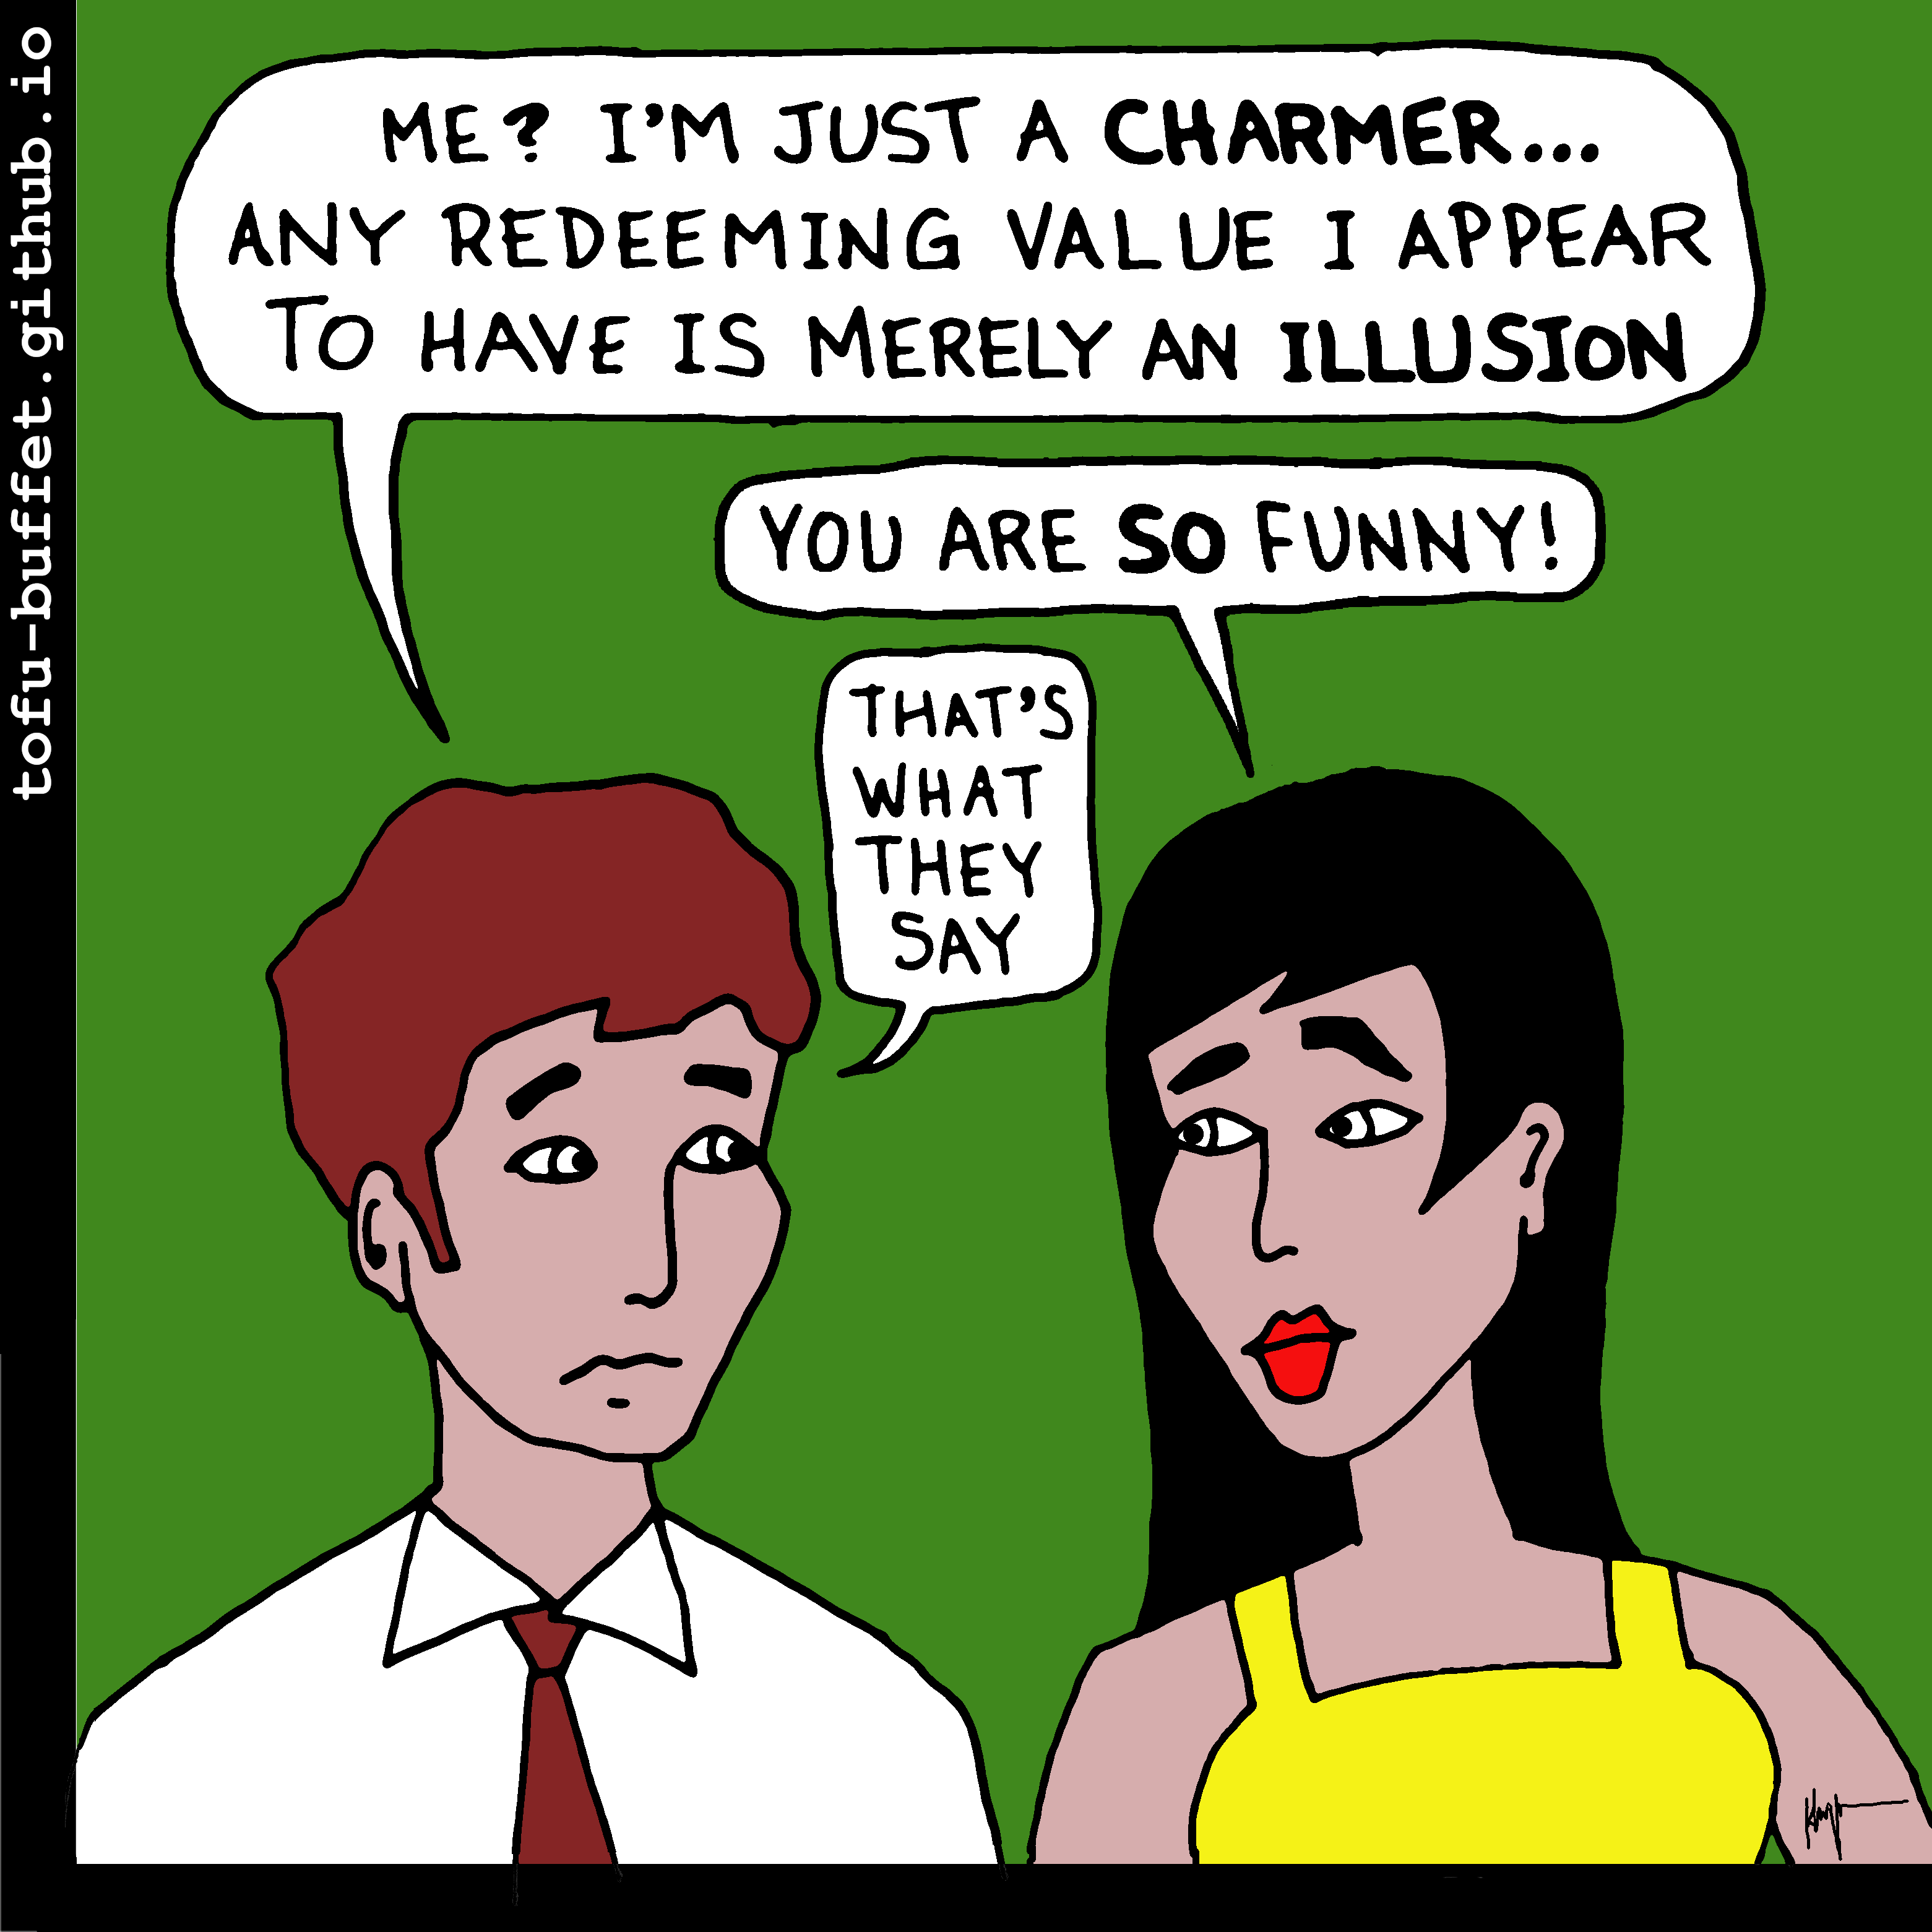 tofu-buffet.github.io
ME? I'M JUST A CHARMER....
ANY REDEEMING VALUE I APPEAR
TO HAVE IS MERELY AN ILLUSION
YOU ARE SO FUNNY!
THAT'S
WHAT
THEY
SAY